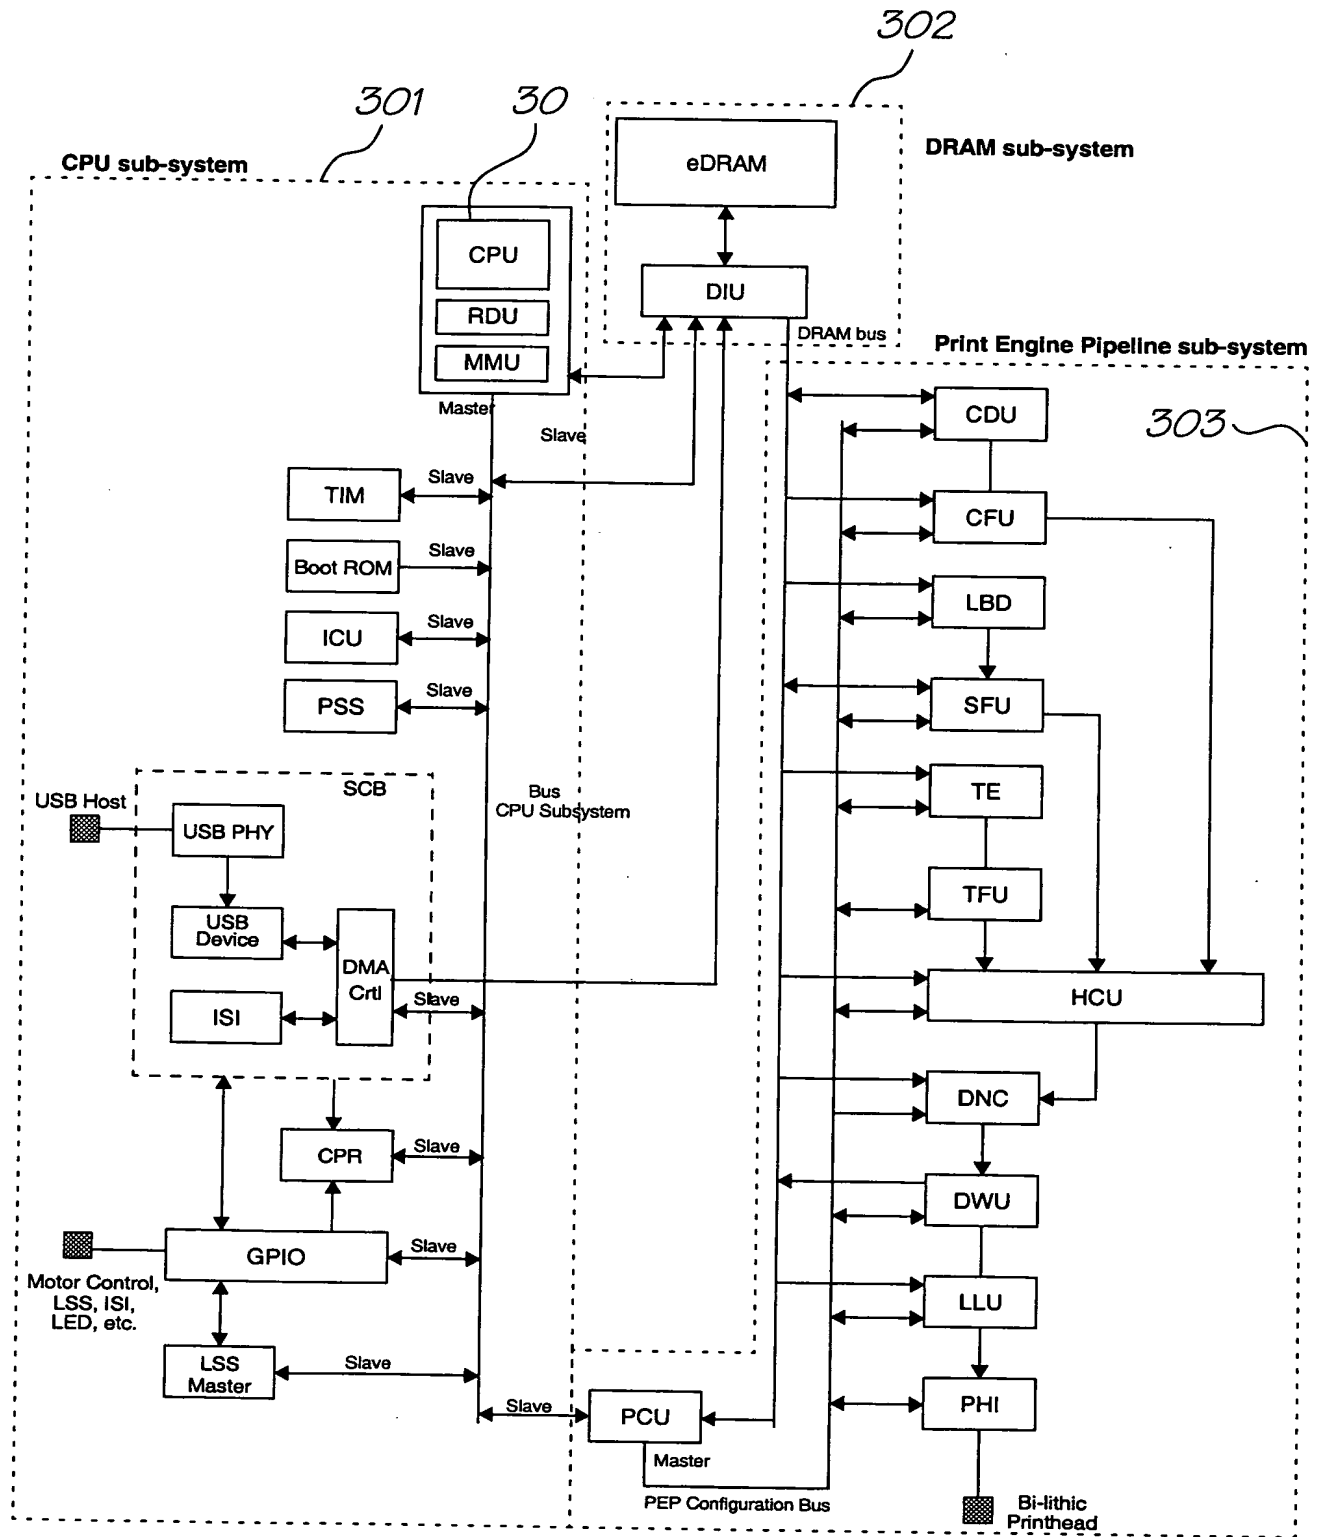 302
301
30
CPU sub-system
DRAM sub-system
eDRAM
CPU
RDU
MMU
DIU
DRAM bus
Print Engine Pipeline sub-system
Master
Slave
303
CDU
TIM
Slave
CFU
Boot ROM
Slave
LBD
ICU
Slave
PSS
Slave
SFU
SCB
USB Host
USB PHY
Bus
CPU Subsystem
TE
TFU
USB
Device
DMA
Crtl
ISI
Slave
HCU
DNC
CPR
Slave
DWU
GPIO
Slave
Motor Control,
LSS, ISI,
LED, etc.
LLU
LSS
Master
Slave
Slave
PCU
PHI
Master
PEP Configuration Bus
Bi-lithic
Printhead